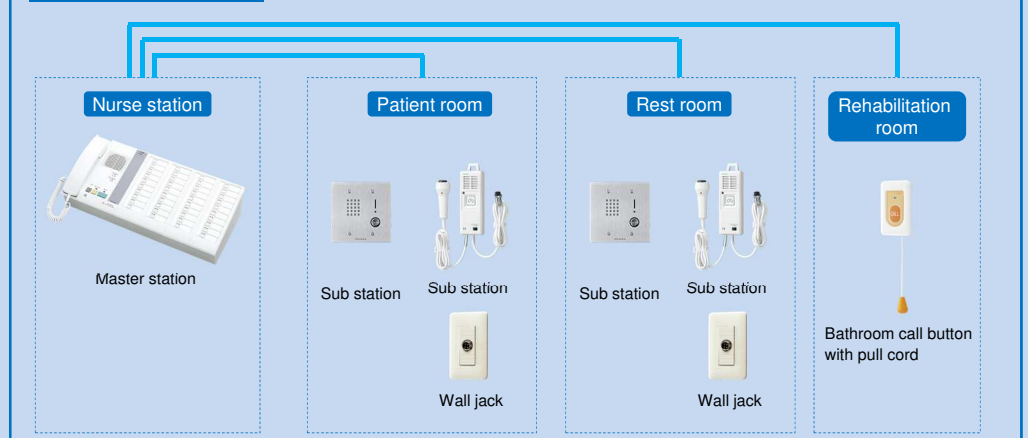 Nurse station
Master station
Patient room
Sub station
Sub station
Wall jack
Rest room
Sub station
Sub station
Wall jack
Rehabilitation
room
Bathroom call button
with pull cord